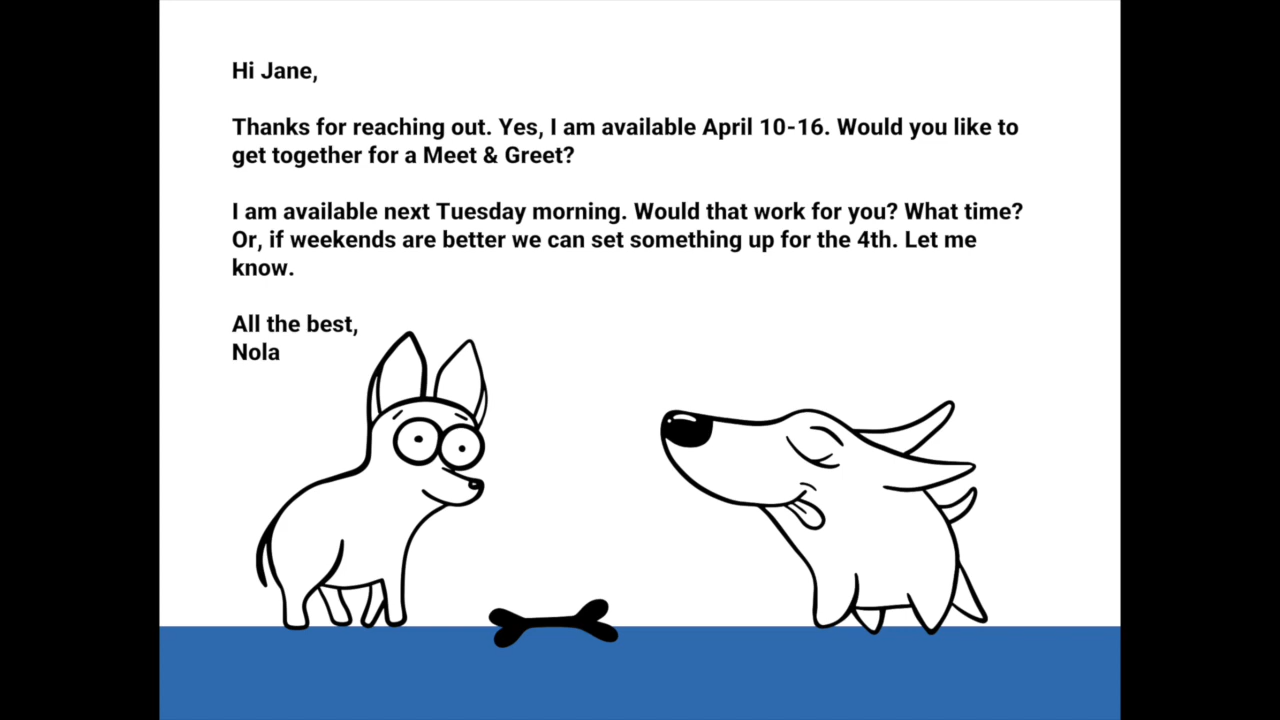 Hi Jane,
Thanks for reaching out. Yes, I am available April 10-16. Would you like to
get together for a Meet & Greet?
I am available next Tuesday morning. Would that work for you? What time?
Or, if weekends are better we can set something up for the 4th. Let me
know.
All the best,
Nola